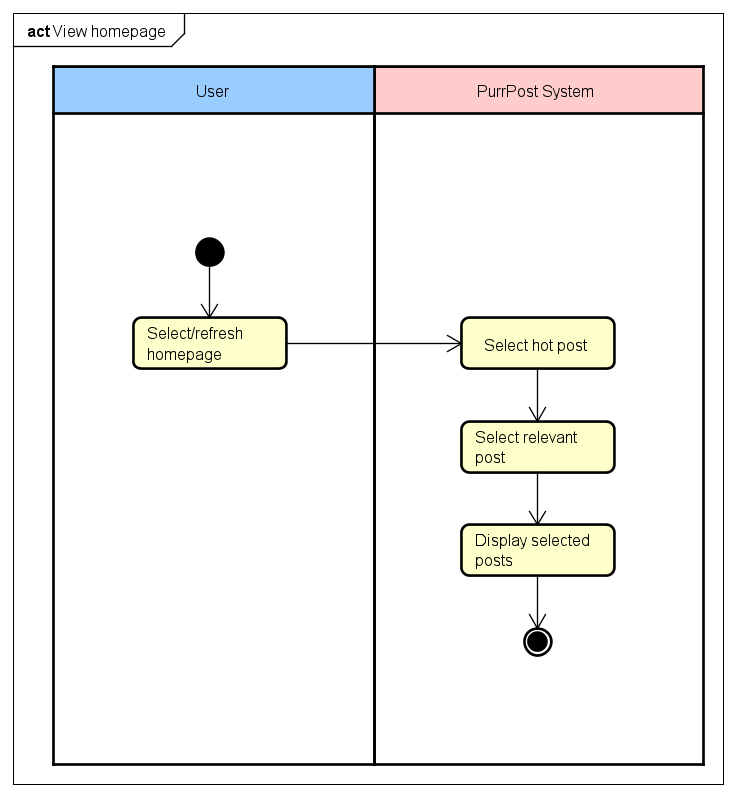 act View homepage
User
PurrPost System
Select/refresh
homepage
Select hot post
Select relevant
post
Display selected
posts